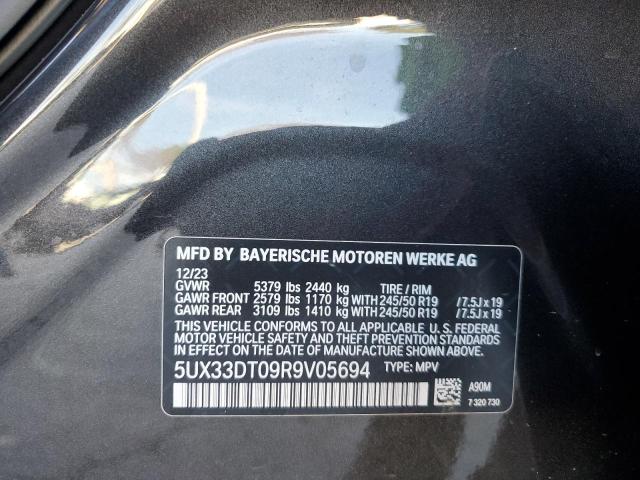 MFD BY BAYERISCHE MOTOREN WERKE AG
12/23
GVWR 5379 lbs 2440 kg TIRE / RIM
GAWR FRONT 2579 lbs 1170 kg WITH 245/50 R19 /7.5J x 19
GAWR REAR 3109 lbs 1410 kg WITH 245/50 R19 /7.5J x 19
THIS VEHICLE CONFORMS TO ALL APPLICABLE U. S. FEDERAL
MOTOR VEHICLE SAFETY AND THEFT PREVENTION STANDARDS
IN EFFECT ON THE DATE OF MANUFACTURE SHOWN ABOVE.
5UX33DT09R9V05694 TYPE: MPV
A90M
7 320 730